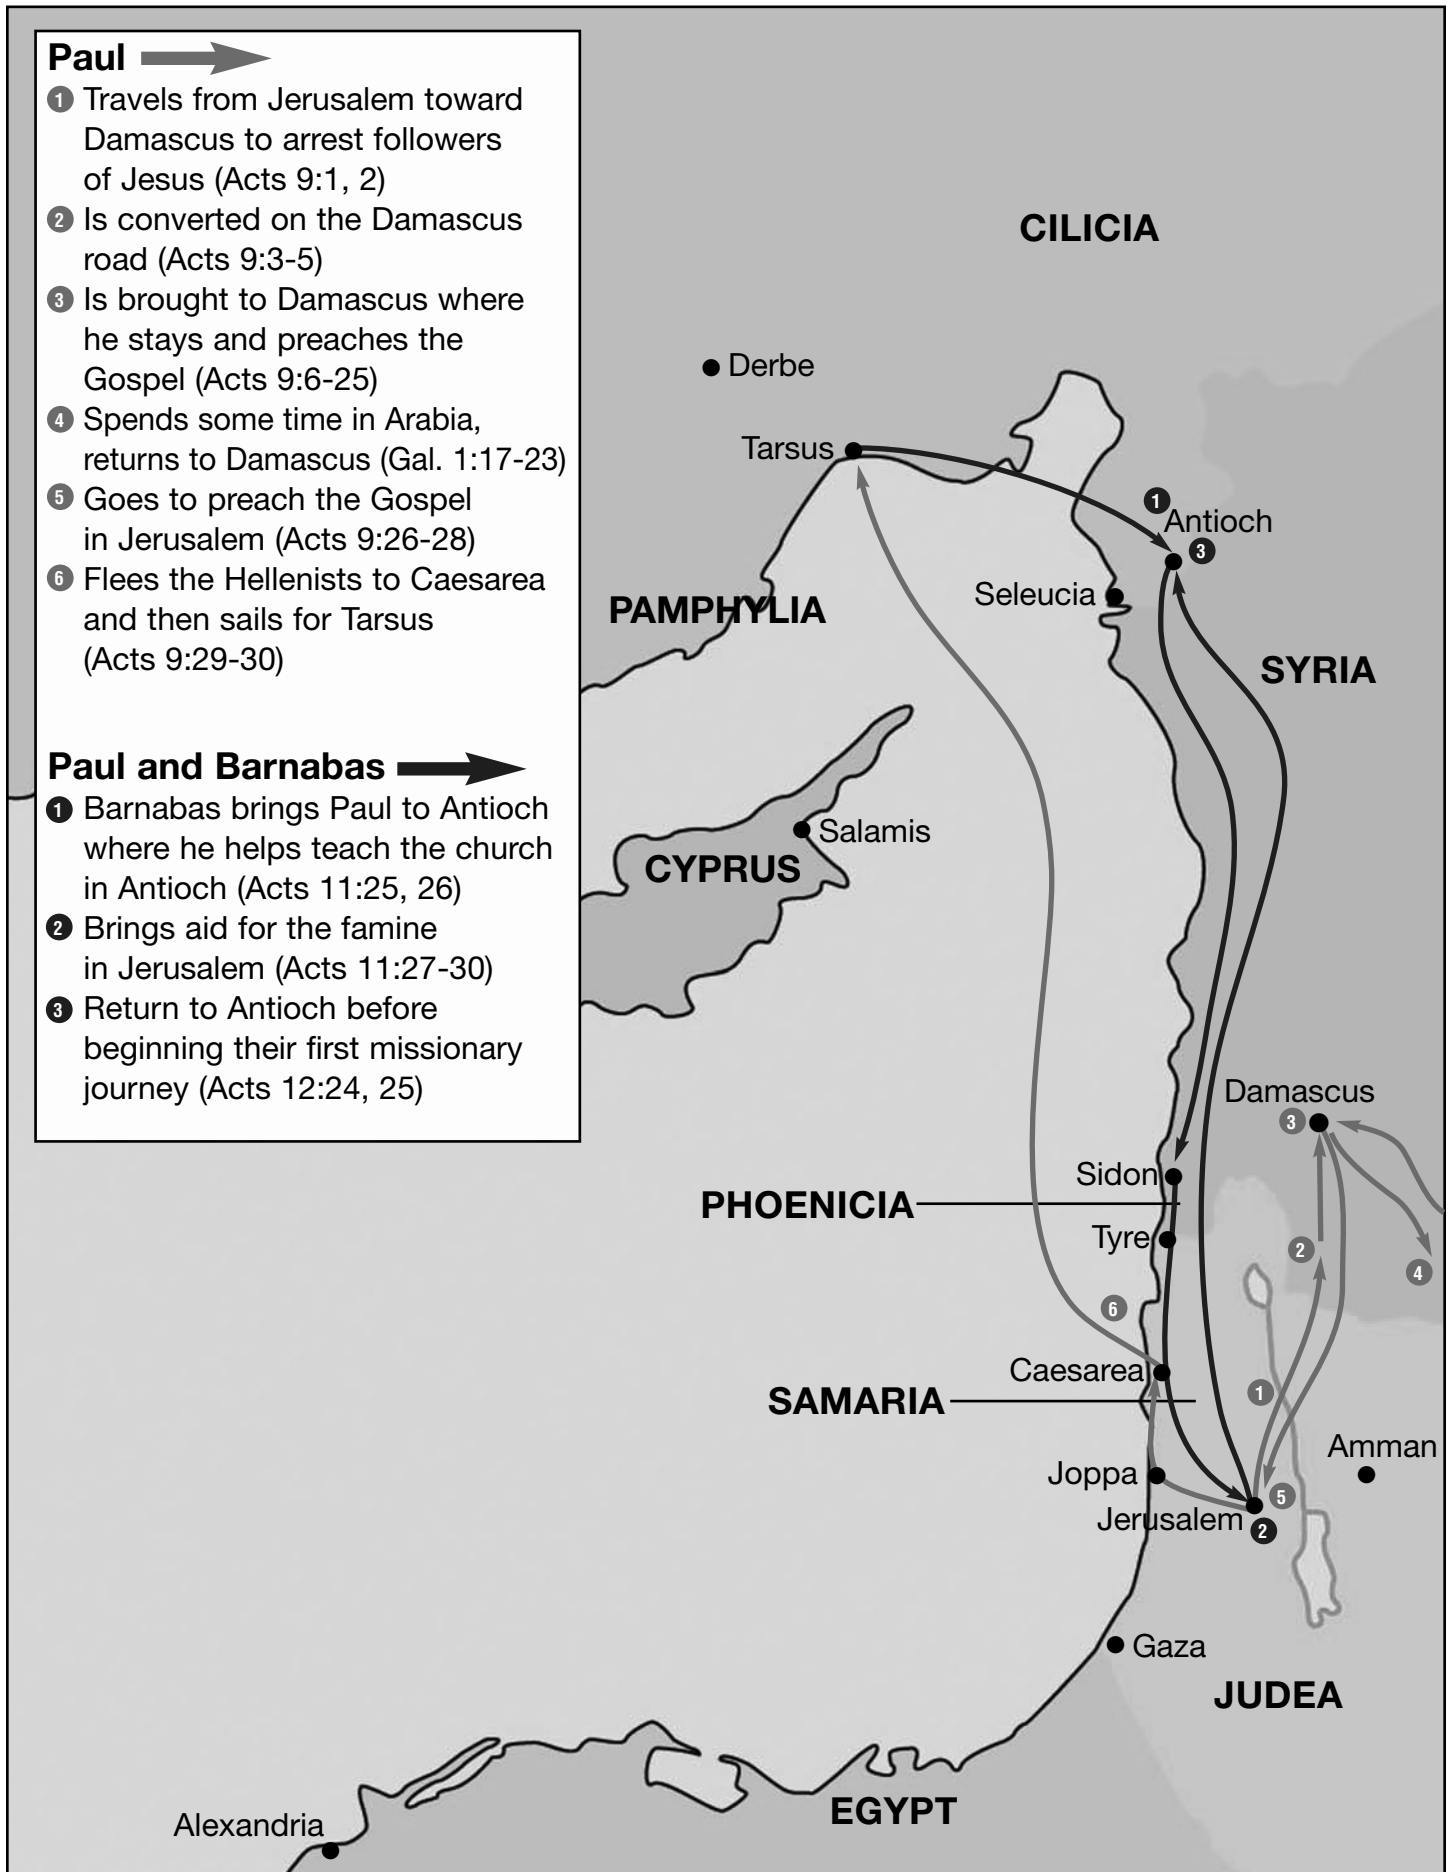 Paul
1 Travels from Jerusalem toward
Damascus to arrest followers
of Jesus (Acts 9:1, 2)
2 Is converted on the Damascus
road (Acts 9:3-5)
3 Is brought to Damascus where
he stays and preaches the
Gospel (Acts 9:6-25)
4 Spends some time in Arabia,
returns to Damascus (Gal. 1:17-23)
5 Goes to preach the Gospel
in Jerusalem (Acts 9:26-28)
6 Flees the Hellenists to Caesarea
and then sails for Tarsus
(Acts 9:29-30)
Paul and Barnabas
1 Barnabas brings Paul to Antioch
where he helps teach the church
in Antioch (Acts 11:25, 26)
2 Brings aid for the famine
in Jerusalem (Acts 11:27-30)
3 Return to Antioch before
beginning their first missionary
journey (Acts 12:24, 25)
CILICIA
Derbe
Tarsus
1
Antioch
3
Seleucia
PAMPHYLIA
SYRIA
Salamis
CYPRUS
Damascus
3
Sidon
PHOENICIA
Tyre
2
4
6
Caesarea
SAMARIA
1
Amman
Joppa
5
Jerusalem
2
Gaza
JUDEA
EGYPT
Alexandria